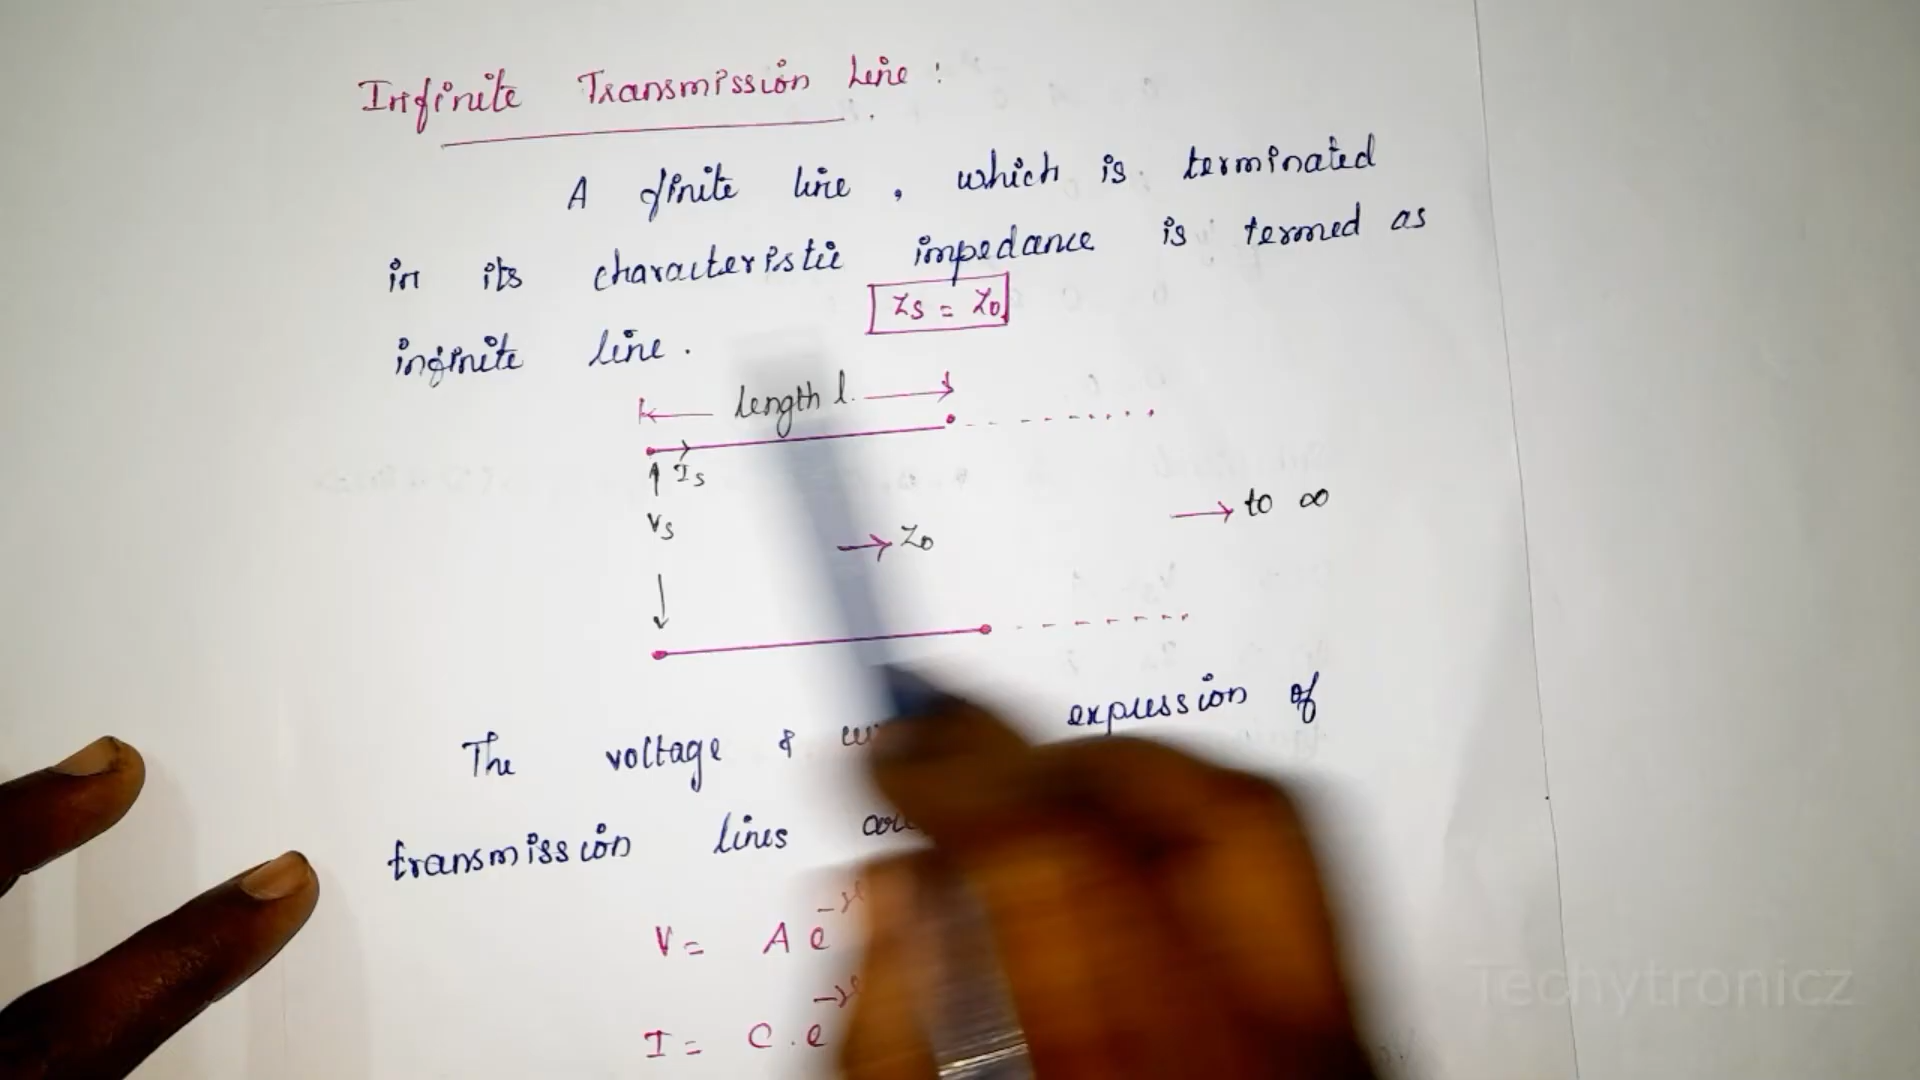 Infinite Transmission Line :
A finite line , which is terminated
in its characteristic impedance is termed as
infinite line .
Zs = Z0
length l.
Is
Vs
Z0
to ∞
The voltage & expression of
transmission lines
V = A e
I = C . e
Techytronicz